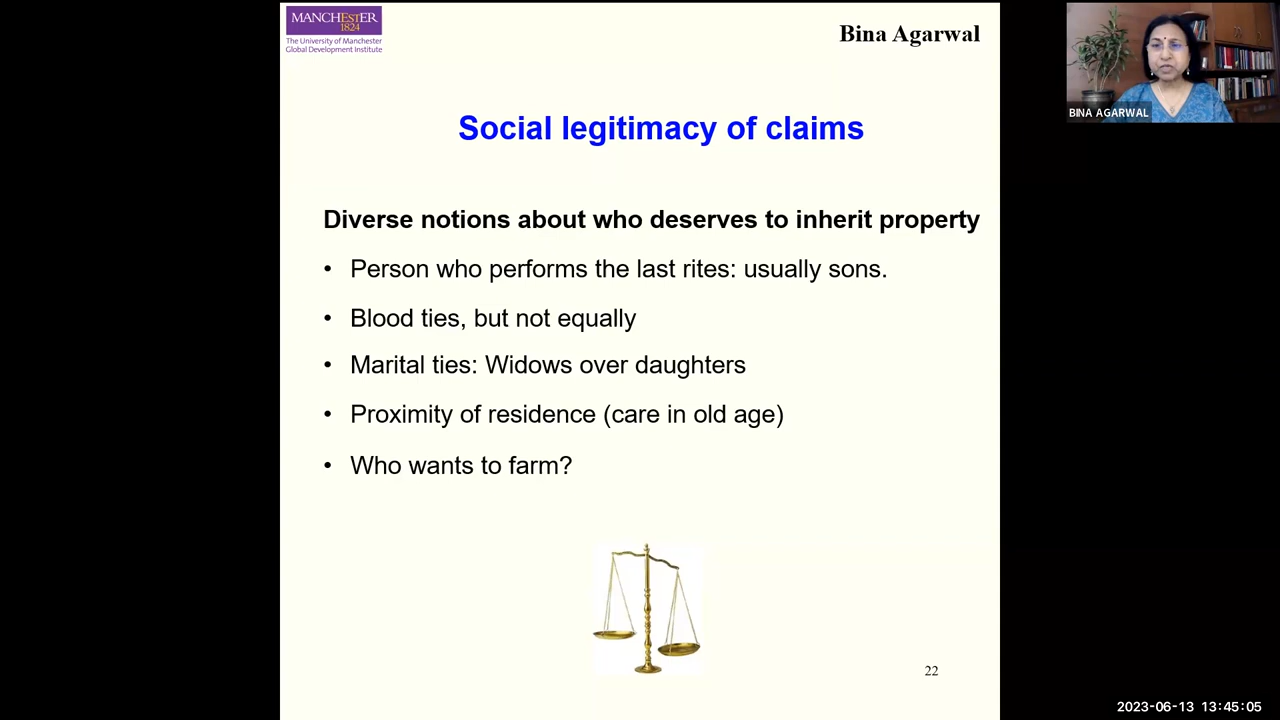 MANCHESTER
1824
The University of Manchester
Global Development Institute
Bina Agarwal
BINA AGARWAL
Social legitimacy of claims
Diverse notions about who deserves to inherit property
• Person who performs the last rites: usually sons.
• Blood ties, but not equally
• Marital ties: Widows over daughters
• Proximity of residence (care in old age)
• Who wants to farm?
22
2023-06-13 13:45:05